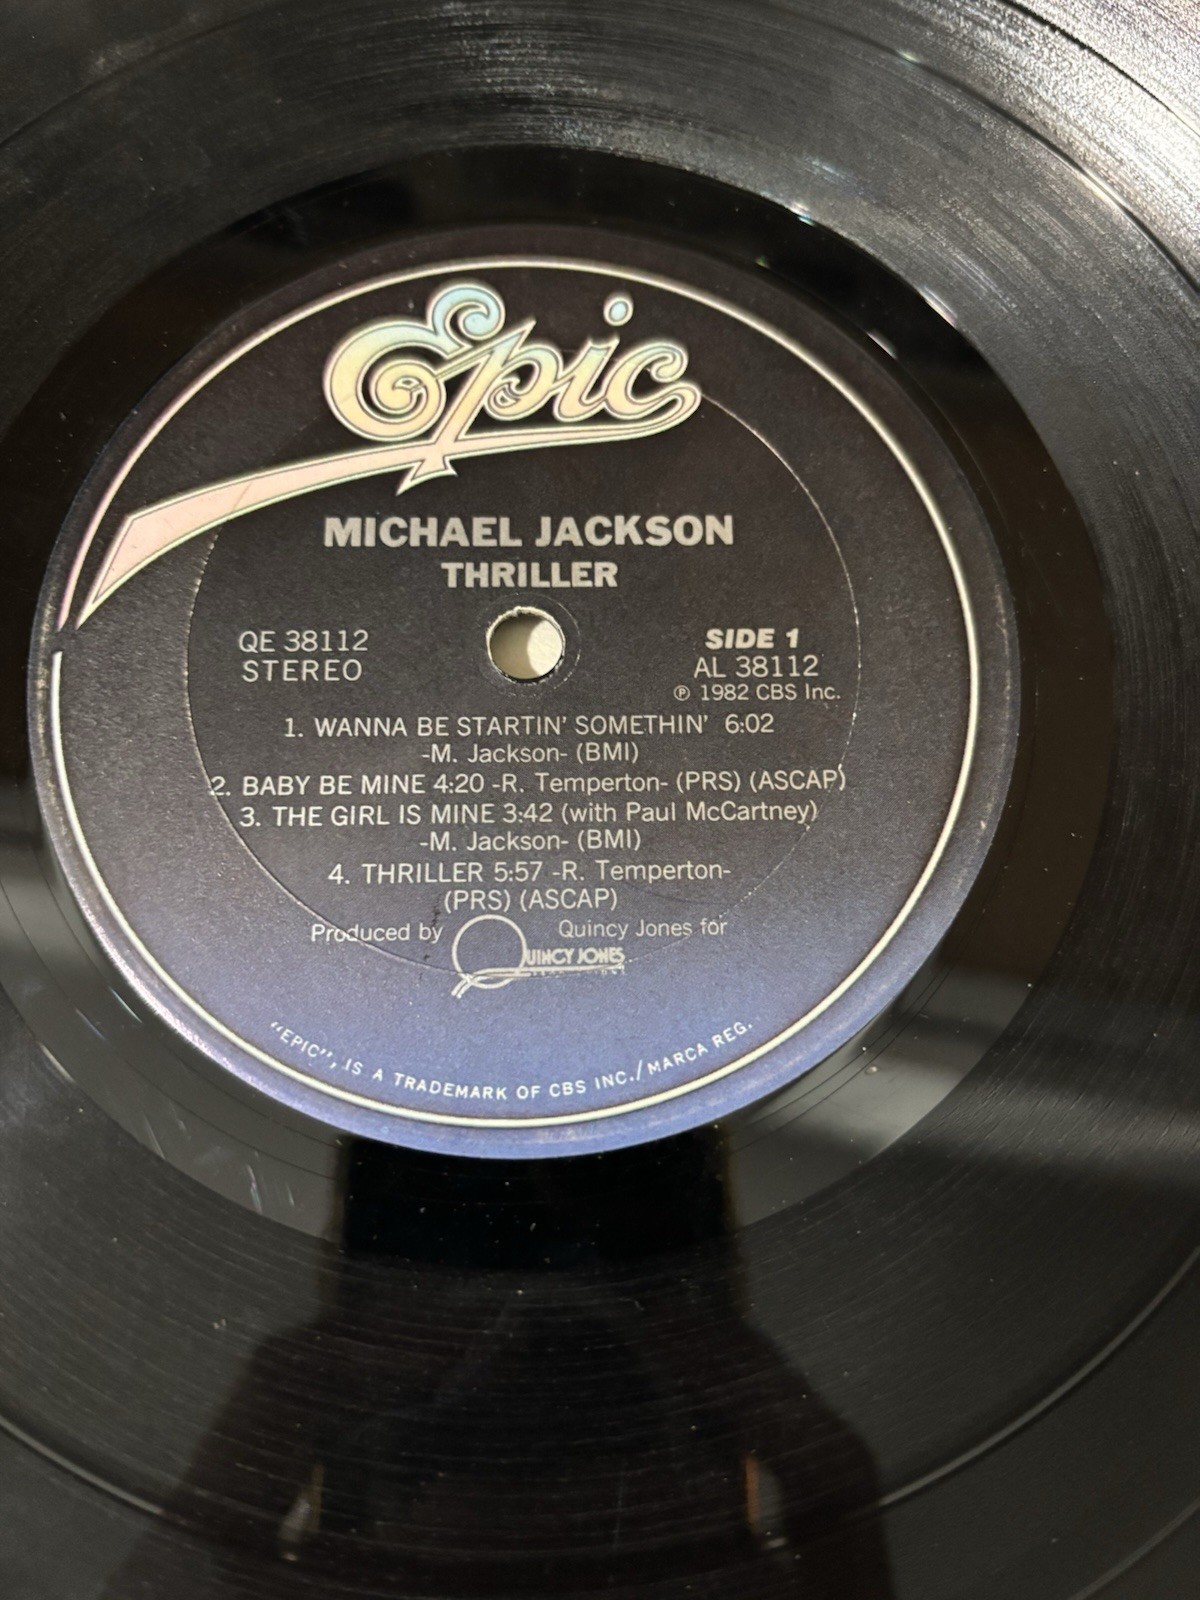 Epic
MICHAEL JACKSON
THRILLER
QE 38112
STEREO
SIDE 1
AL 38112
℗ 1982 CBS Inc.
1. WANNA BE STARTIN' SOMETHIN' 6:02
-M. Jackson- (BMI)
2. BABY BE MINE 4:20 -R. Temperton- (PRS) (ASCAP)
3. THE GIRL IS MINE 3:42 (with Paul McCartney)
-M. Jackson- (BMI)
4. THRILLER 5:57 -R. Temperton-
(PRS) (ASCAP)
Produced by Quincy Jones for
QUINCY JONES
"EPIC", IS A TRADEMARK OF CBS INC./MARCA REG.